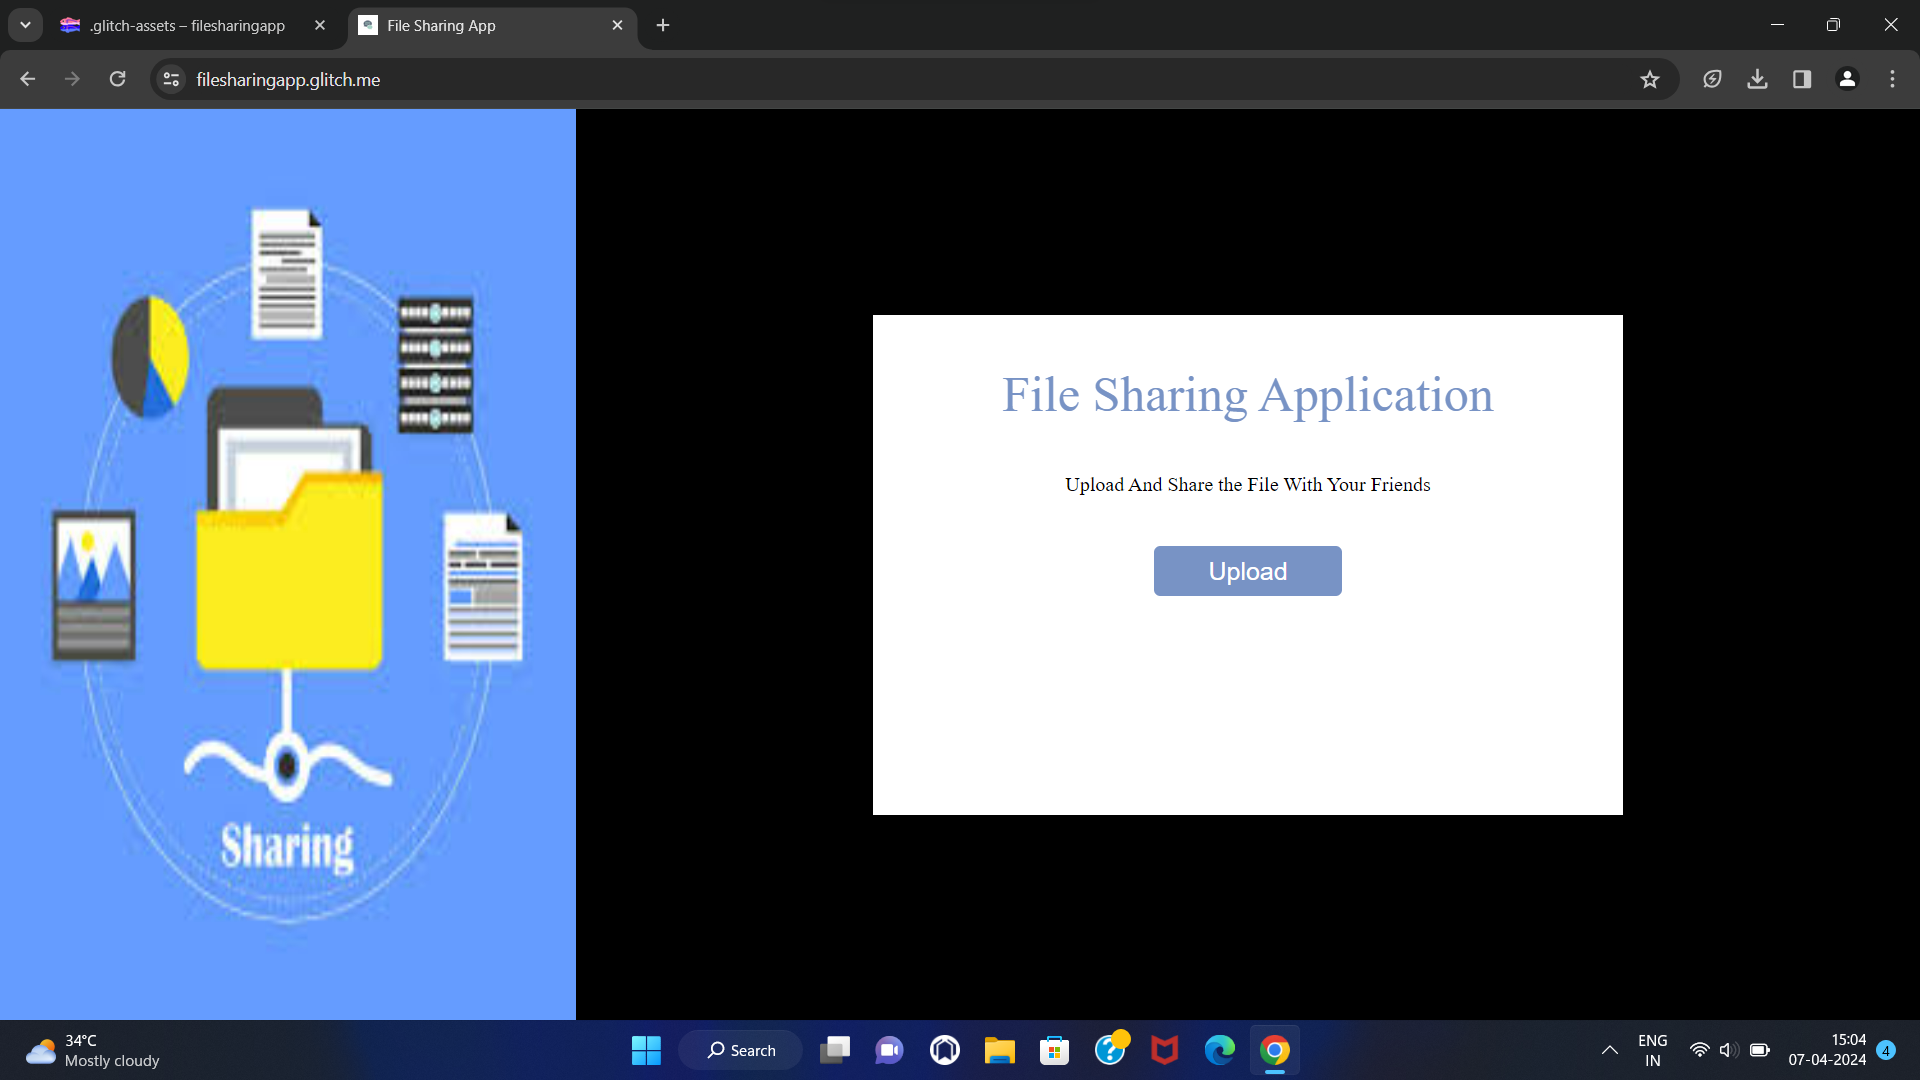 .glitch-assets – filesharingapp
File Sharing App
filesharingapp.glitch.me
Sharing
File Sharing Application
Upload And Share the File With Your Friends
Upload
34°C
Mostly cloudy
Search
ENG
IN
15:04
07-04-2024
4